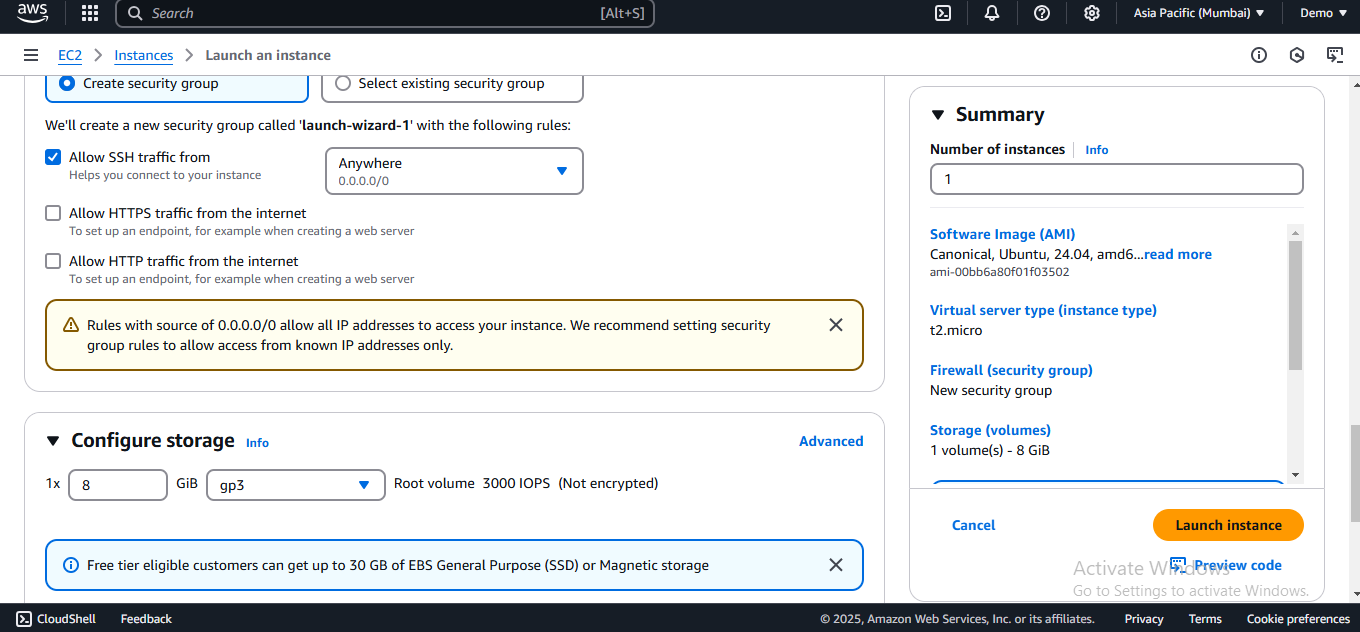 aws
Search [Alt+S]
Asia Pacific (Mumbai) Demo
EC2 Instances Launch an instance
Create security group
Select existing security group
We'll create a new security group called 'launch-wizard-1' with the following rules:
Allow SSH traffic from
Helps you connect to your instance
Anywhere
0.0.0.0/0
Allow HTTPS traffic from the internet
To set up an endpoint, for example when creating a web server
Allow HTTP traffic from the internet
To set up an endpoint, for example when creating a web server
Rules with source of 0.0.0.0/0 allow all IP addresses to access your instance. We recommend setting security
group rules to allow access from known IP addresses only.
Configure storage Info
Advanced
1x 8 GiB gp3 Root volume 3000 IOPS (Not encrypted)
Free tier eligible customers can get up to 30 GB of EBS General Purpose (SSD) or Magnetic storage
Summary
Number of instances Info
1
Software Image (AMI)
Canonical, Ubuntu, 24.04, amd6...read more
ami-00bb6a80f01f03502
Virtual server type (instance type)
t2.micro
Firewall (security group)
New security group
Storage (volumes)
1 volume(s) - 8 GiB
Cancel
Launch instance
Preview code
Activate Windows
Go to Settings to activate Windows.
CloudShell Feedback
© 2025, Amazon Web Services, Inc. or its affiliates. Privacy Terms Cookie preferences